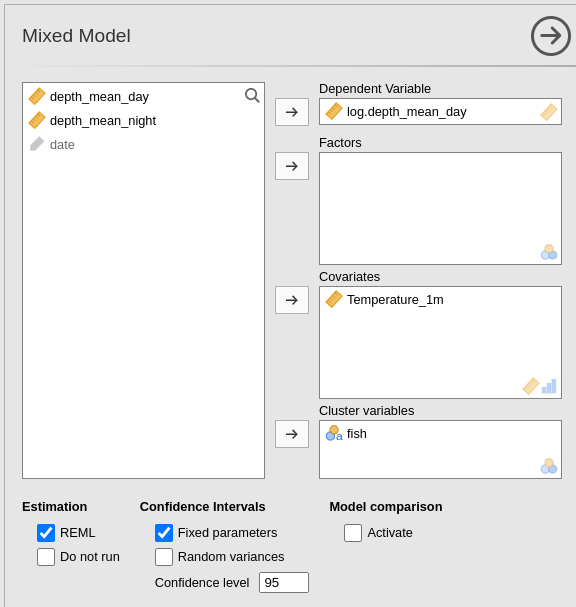 Mixed Model
depth_mean_day
depth_mean_night
date
Dependent Variable
log.depth_mean_day
Factors
Covariates
Temperature_1m
Cluster variables
a fish
Estimation
REML
Do not run
Confidence Intervals
Fixed parameters
Random variances
Confidence level 95
Model comparison
Activate